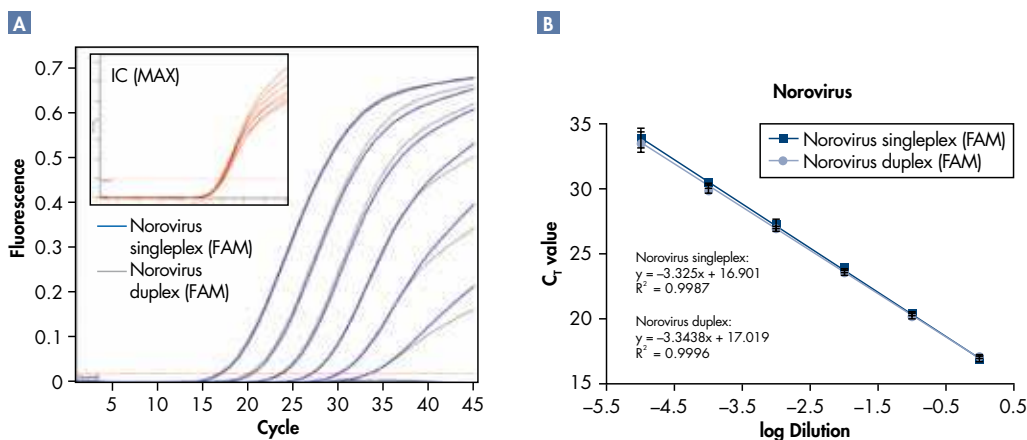 A
0.7
0.6
0.5
0.4
0.3
0.2
0.1
0
Fluorescence
IC (MAX)
Norovirus
singleplex (FAM)
Norovirus
duplex (FAM)
5 10 15 20 25 30 35 40 45
Cycle
B
Norovirus
35
30
25
20
15
C_T value
Norovirus singleplex (FAM)
Norovirus duplex (FAM)
Norovirus singleplex:
y = –3.325x + 16.901
R² = 0.9987
Norovirus duplex:
y = –3.3438x + 17.019
R² = 0.9996
–5.5 –4.5 –3.5 –2.5 –1.5 –0.5 0.5
log Dilution